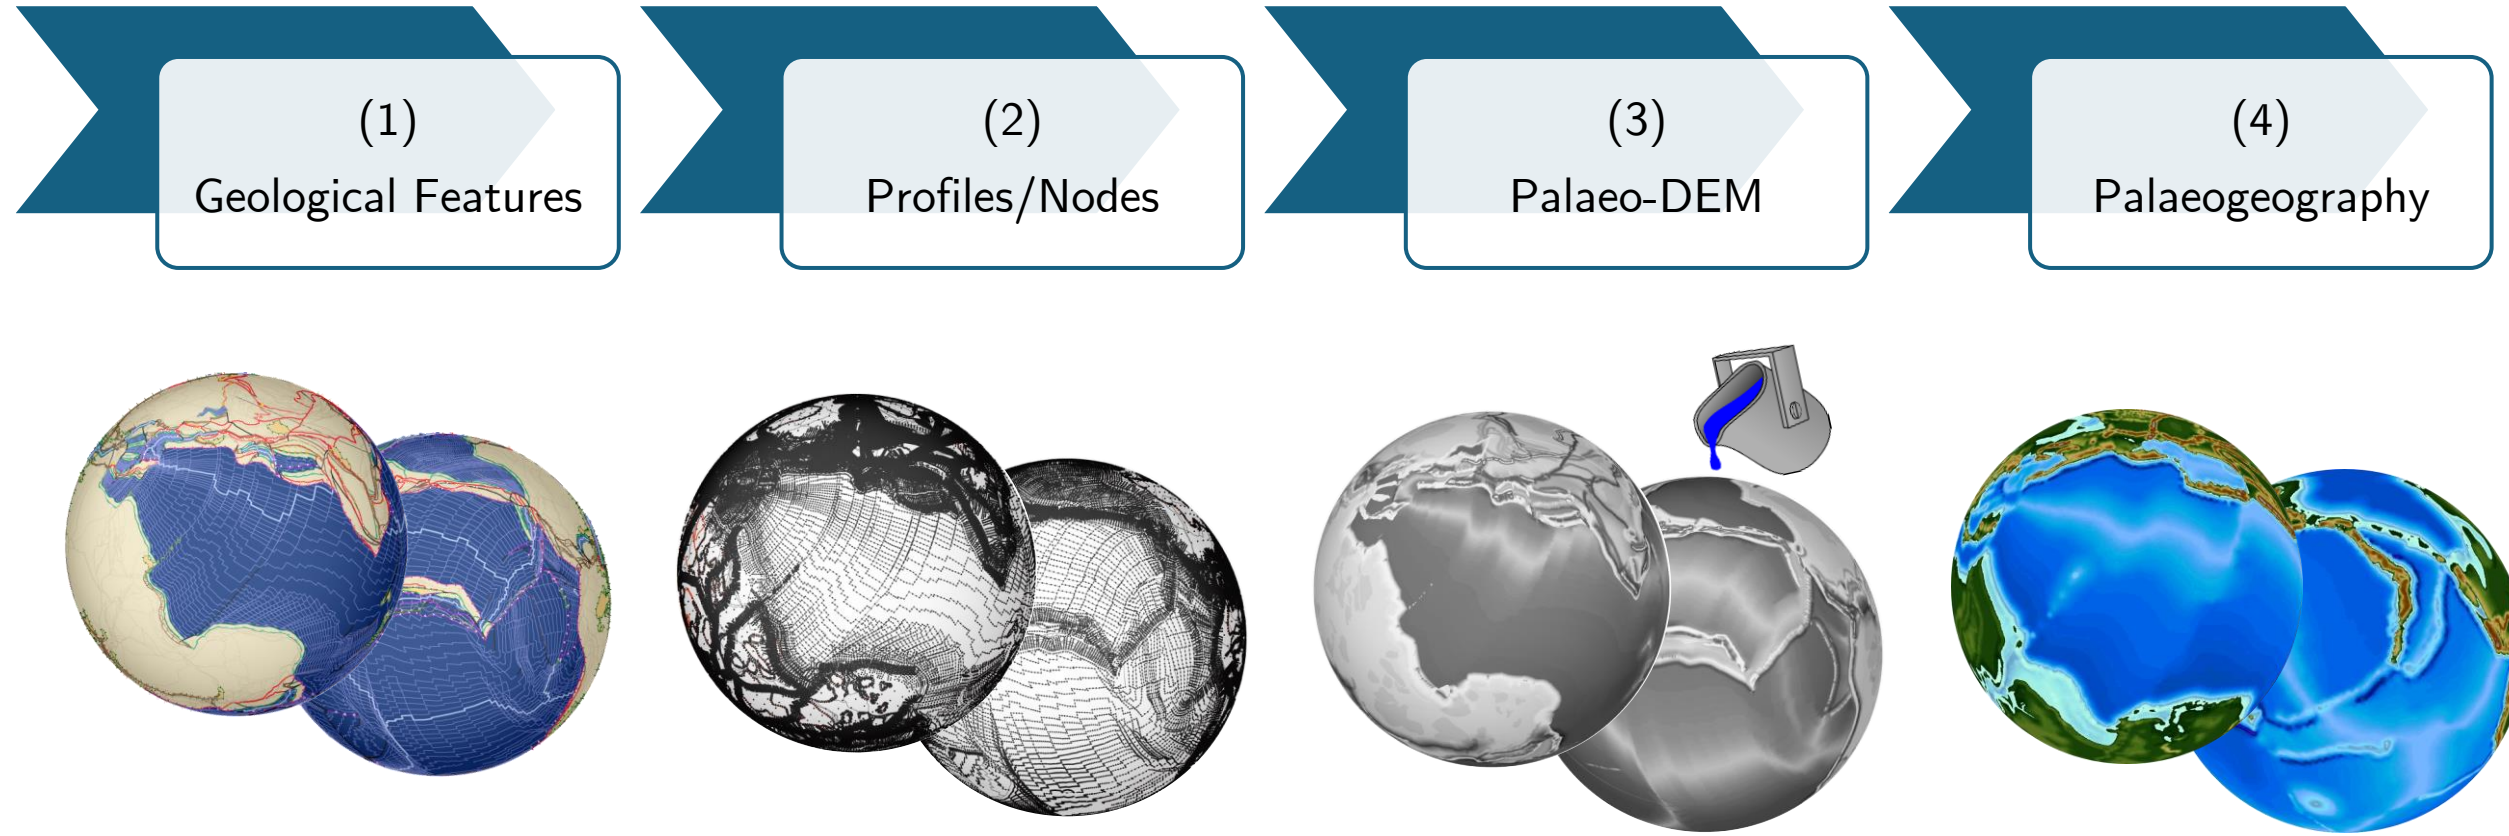 (1)
Geological Features
(2)
Profiles/Nodes
(3)
Palaeo-DEM
(4)
Palaeogeography